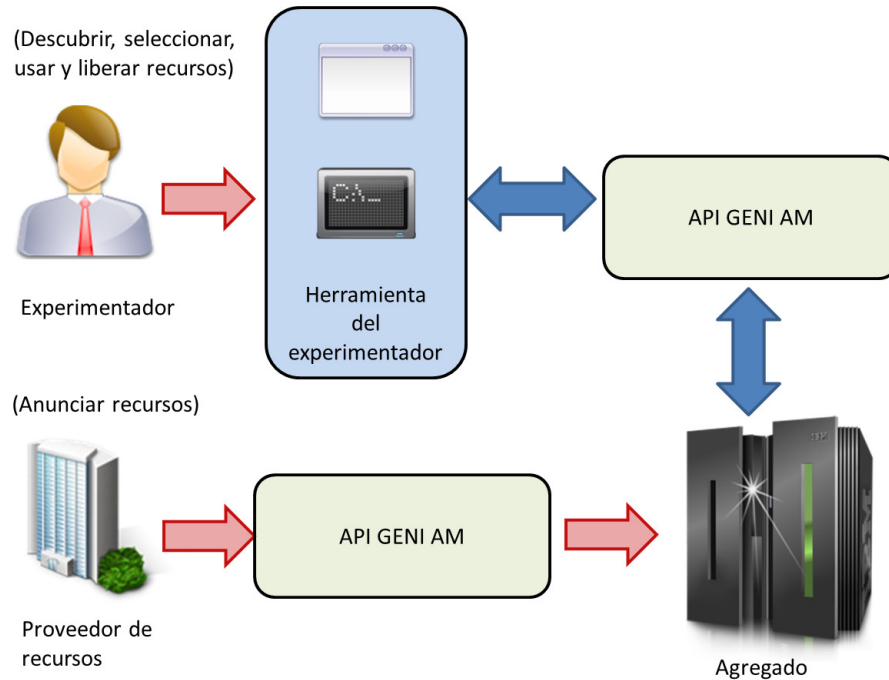 (Descubrir, seleccionar,
usar y liberar recursos)
C:\_
API GENI AM
Experimentador
Herramienta
del
experimentador
(Anunciar recursos)
API GENI AM
IBM
Proveedor de
recursos
Agregado